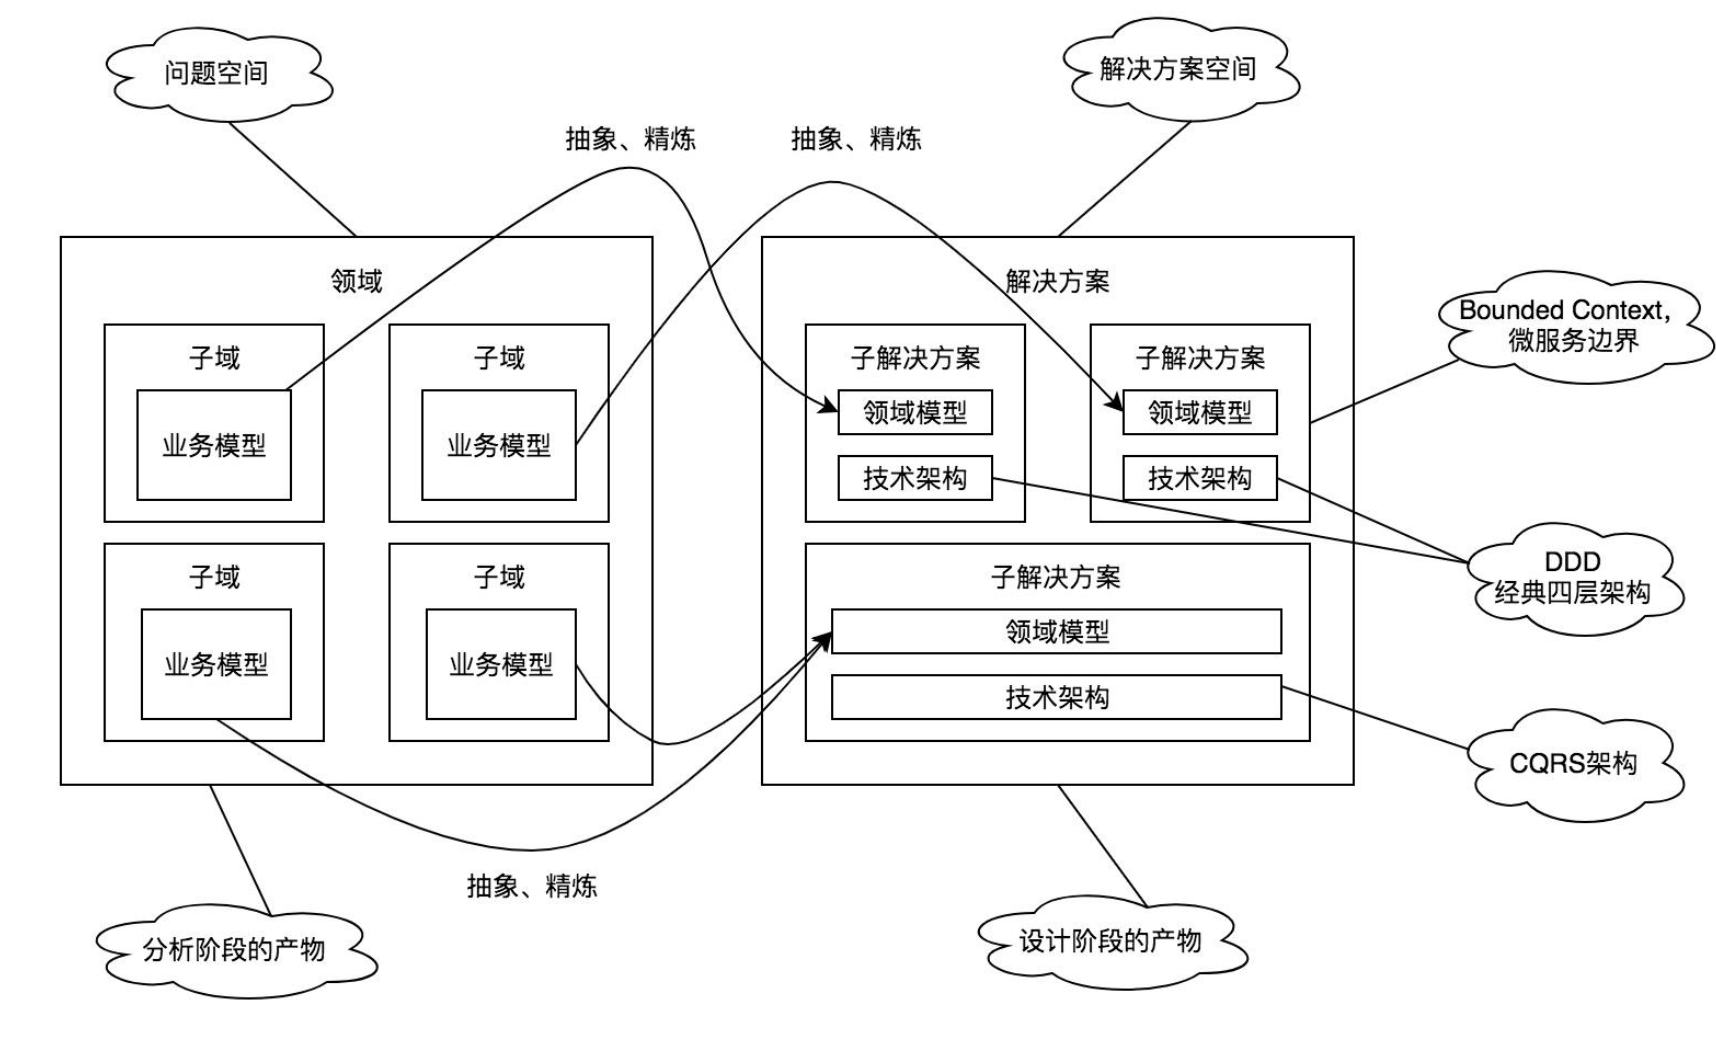 问题空间
解决方案空间
抽象、精炼
抽象、精炼
领域
解决方案
Bounded Context,
微服务边界
子域
子域
子解决方案
子解决方案
业务模型
业务模型
领域模型
领域模型
技术架构
技术架构
DDD
经典四层架构
子域
子域
子解决方案
业务模型
业务模型
领域模型
技术架构
CQRS架构
抽象、精炼
分析阶段的产物
设计阶段的产物